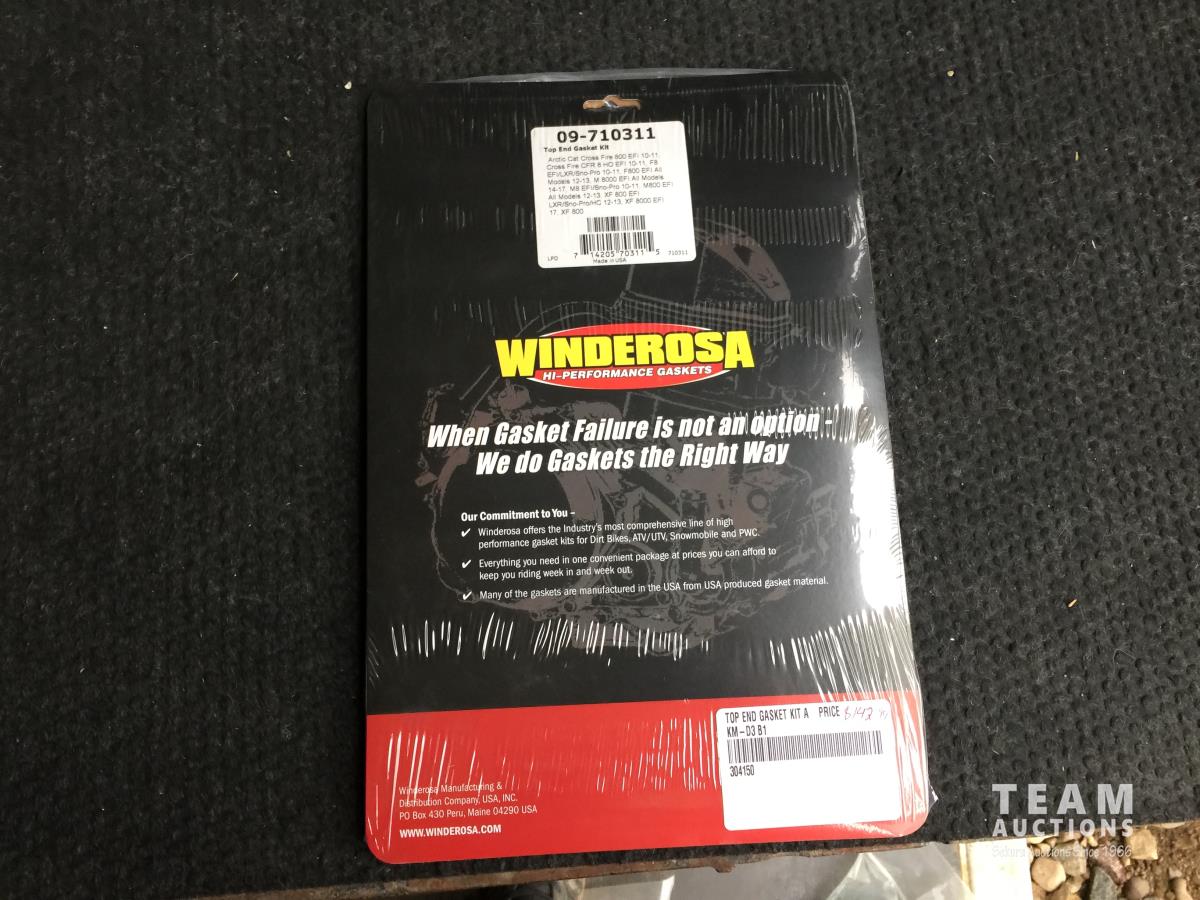 09-710311
Top End Gasket Kit
Arctic Cat Cross Fire 800 EFI 10-11,
Cross Fire CFR 8 HO EFI 10-11, F8
EFI/LXR/Sno-Pro 10-11, F800 EFI All
Models 12-13, M 8000 EFI All Models
14-17, M8 EFI/Sno-Pro 10-11, M800 EFI
All Models 12-13, XF 800 EFI
LXR/Sno-Pro/HC 12-13, XF 8000 EFI
17, XF 800
LPO 7 14205 70311 5 710311
Made in USA
WINDEROSA
HI-PERFORMANCE GASKETS
When Gasket Failure is not an option -
We do Gaskets the Right Way
Our Commitment to You –
✔ Winderosa offers the Industry's most comprehensive line of high
performance gasket kits for Dirt Bikes, ATV/UTV, Snowmobile and PWC.
✔ Everything you need in one convenient package at prices you can afford to
keep you riding week in and week out.
✔ Many of the gaskets are manufactured in the USA from USA produced gasket material.
TOP END GASKET KIT A PRICE $142
KM-D3 B1
304150
Winderosa Manufacturing &
Distribution Company, USA, INC.
PO Box 430 Peru, Maine 04290 USA
WWW.WINDEROSA.COM
TEAM
AUCTIONS
Auctions Since 1966